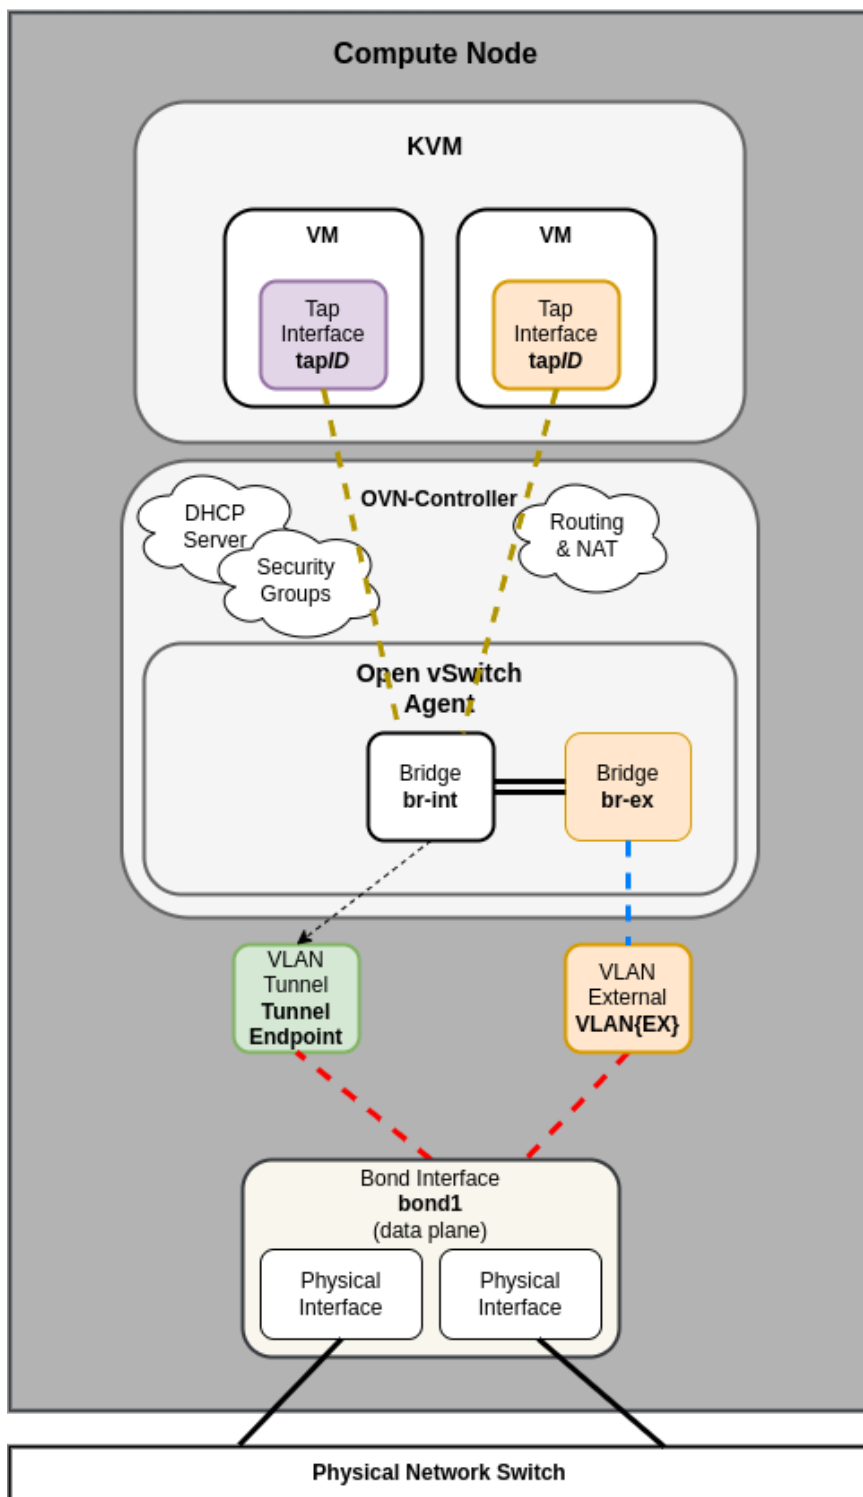 Compute Node
KVM
VM
VM
Tap
Interface
tapID
Tap
Interface
tapID
OVN-Controller
DHCP
Server
Security
Groups
Routing
& NAT
Open vSwitch
Agent
Bridge
br-int
Bridge
br-ex
VLAN
Tunnel
Tunnel
Endpoint
VLAN
External
VLAN{EX}
Bond Interface
bond1
(data plane)
Physical
Interface
Physical
Interface
Physical Network Switch